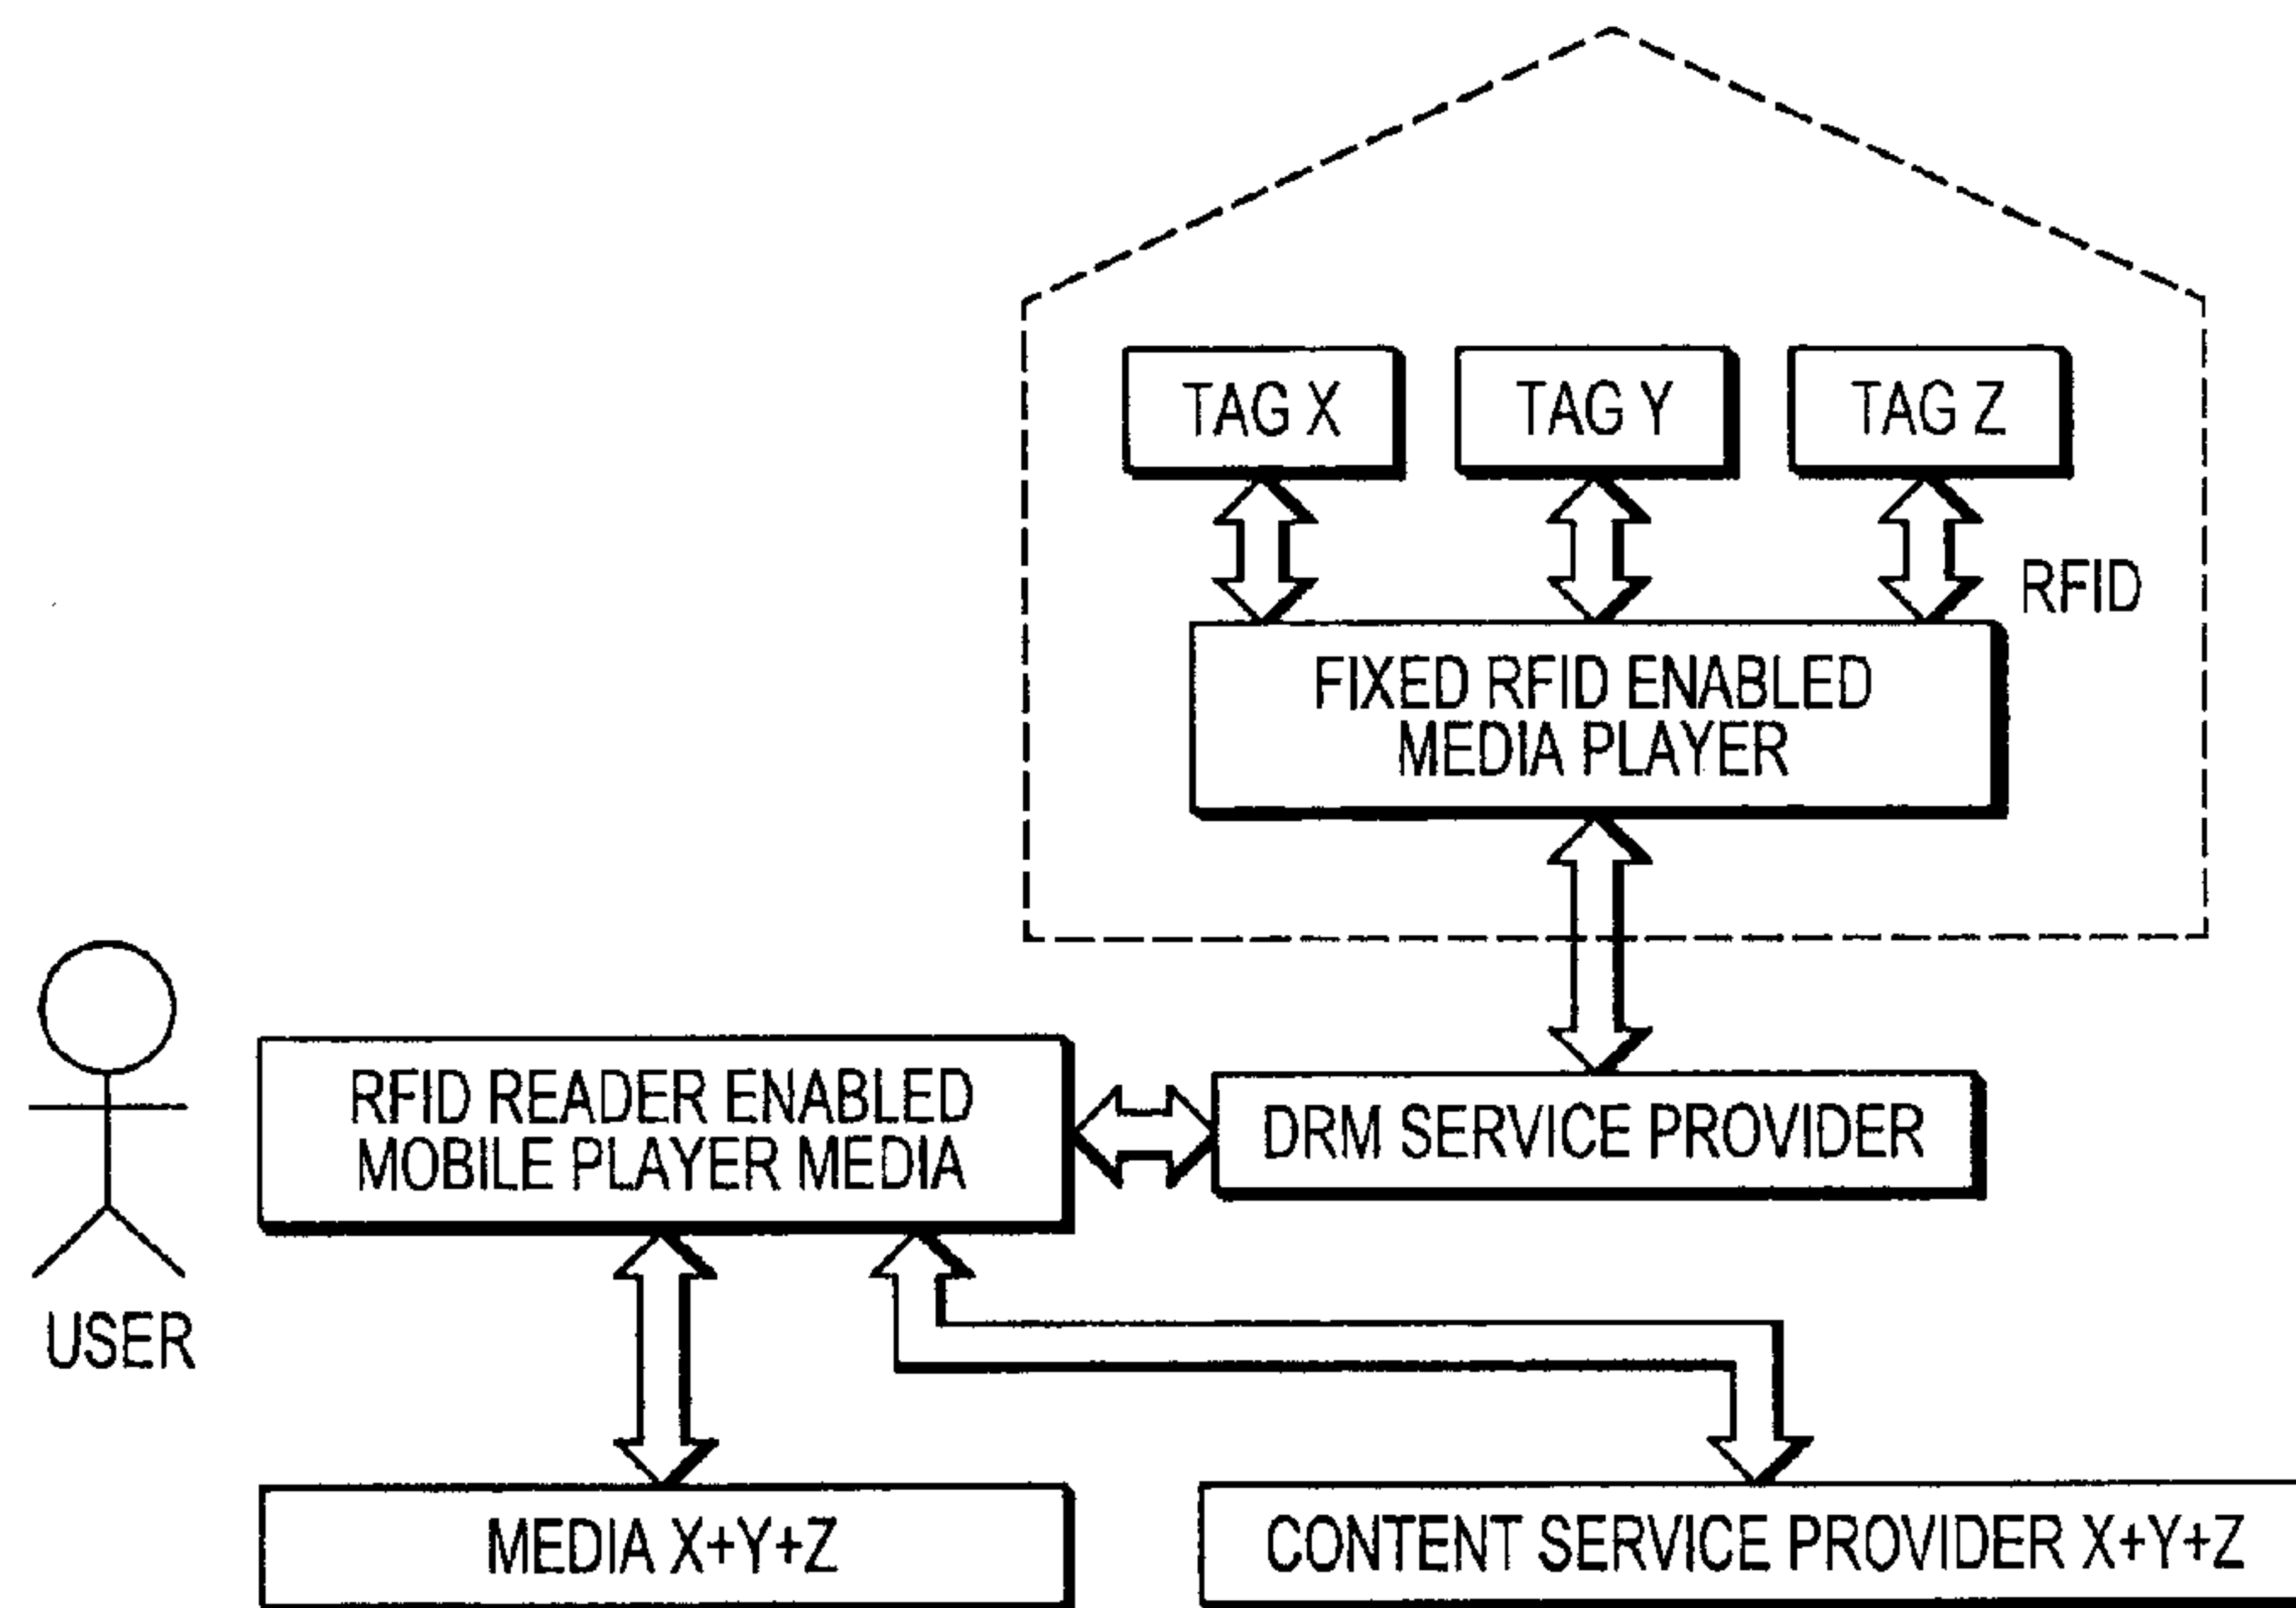 TAG X
TAG Y
TAG Z
RFID
FIXED RFID ENABLED
MEDIA PLAYER
RFID READER ENABLED
MOBILE PLAYER MEDIA
DRM SERVICE PROVIDER
USER
MEDIA X+Y+Z
CONTENT SERVICE PROVIDER X+Y+Z